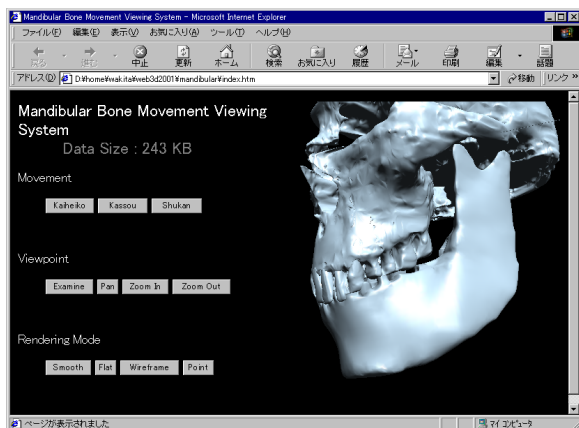 Mandibular Bone Movement Viewing System - Microsoft Internet Explorer
ファイル(F) 編集(E) 表示(V) お気に入り(A) ツール(T) ヘルプ(H)
戻る 進む 中止 更新 ホーム 検索 お気に入り 履歴 メール 印刷 編集 話題
アドレス(D) D:¥home¥wakita¥web3d2001¥mandibular¥index.htm 移動 リンク »
Mandibular Bone Movement Viewing
System
Data Size : 243 KB
Movement
Kaiheiko Kassou Shukan
Viewpoint
Examine Pan Zoom In Zoom Out
Rendering Mode
Smooth Flat Wireframe Point
ページが表示されました マイ コンピュータ